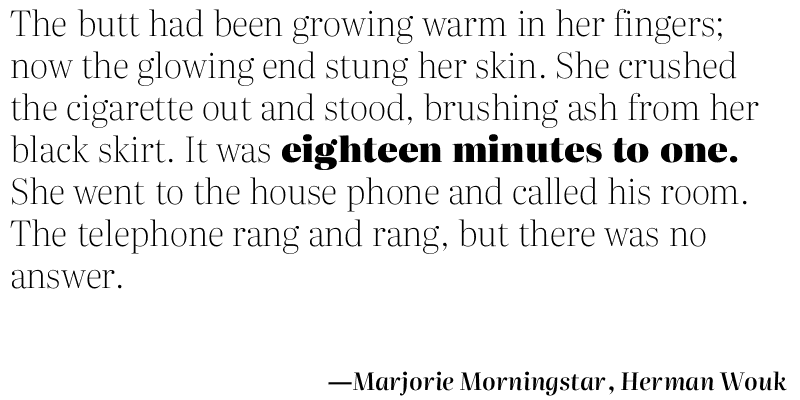 The butt had been growing warm in her fingers;
now the glowing end stung her skin. She crushed
the cigarette out and stood, brushing ash from her
black skirt. It was eighteen minutes to one.
She went to the house phone and called his room.
The telephone rang and rang, but there was no
answer.
—Marjorie Morningstar, Herman Wouk